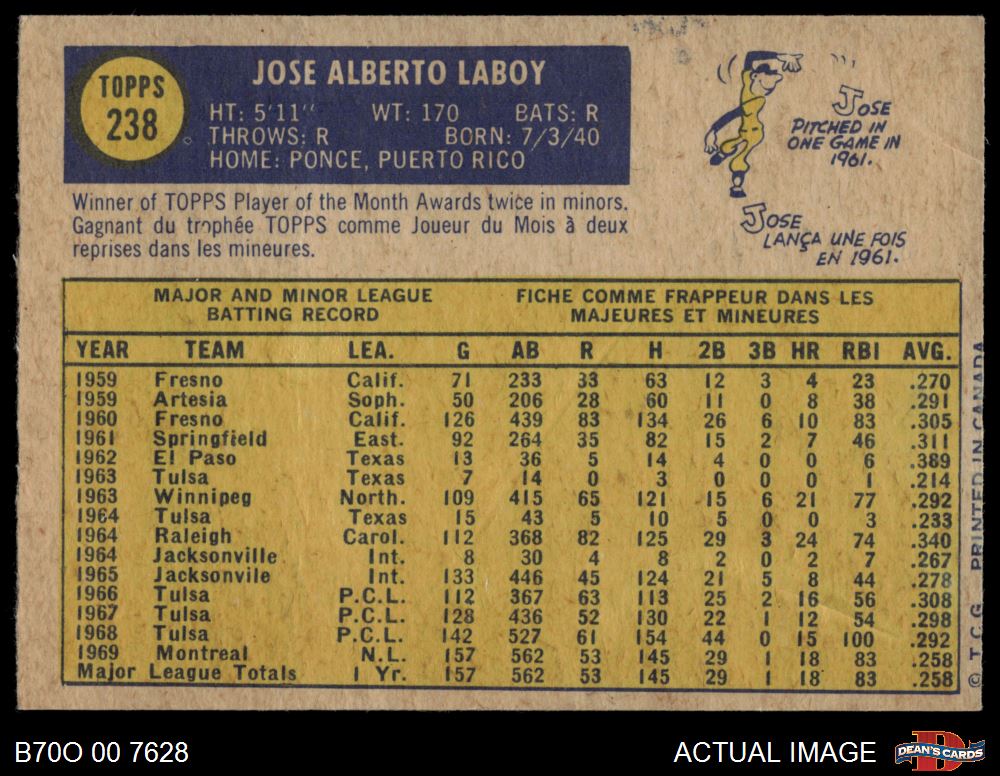 TOPPS
238
JOSE ALBERTO LABOY
HT: 5'11" WT: 170 BATS: R
THROWS: R BORN: 7/3/40
HOME: PONCE, PUERTO RICO
JOSE
PITCHED IN
ONE GAME IN
1961.
JOSE
LANÇA UNE FOIS
EN 1961.
Winner of TOPPS Player of the Month Awards twice in minors.
Gagnant du trophée TOPPS comme Joueur du Mois à deux
reprises dans les mineures.
MAJOR AND MINOR LEAGUE
BATTING RECORD
FICHE COMME FRAPPEUR DANS LES
MAJEURES ET MINEURES
YEAR TEAM LEA. G AB R H 2B 3B HR RBI AVG.
1959 Fresno Calif. 71 233 33 63 12 3 4 23 .270
1959 Artesia Soph. 50 206 28 60 11 0 8 38 .291
1960 Fresno Calif. 126 439 83 134 26 6 10 83 .305
1961 Springfield East. 92 264 35 82 15 2 7 46 .311
1962 El Paso Texas 13 36 5 14 4 0 0 6 .389
1963 Tulsa Texas 7 14 0 3 0 0 0 1 .214
1963 Winnipeg North. 109 415 65 121 15 6 21 77 .292
1964 Tulsa Texas 15 43 5 10 5 0 0 3 .233
1964 Raleigh Carol. 112 368 82 125 29 3 24 74 .340
1964 Jacksonville Int. 8 30 4 8 2 0 2 7 .267
1965 Jacksonvile Int. 133 446 45 124 21 5 8 44 .278
1966 Tulsa P.C.L. 112 367 63 113 25 2 16 56 .308
1967 Tulsa P.C.L. 128 436 52 130 22 1 12 54 .298
1968 Tulsa P.C.L. 142 527 61 154 44 0 15 100 .292
1969 Montreal N.L. 157 562 53 145 29 1 18 83 .258
Major League Totals 1 Yr. 157 562 53 145 29 1 18 83 .258
© T.C.G. PRINTED IN CANADA
B70O 00 7628
ACTUAL IMAGE
DEAN'S CARDS